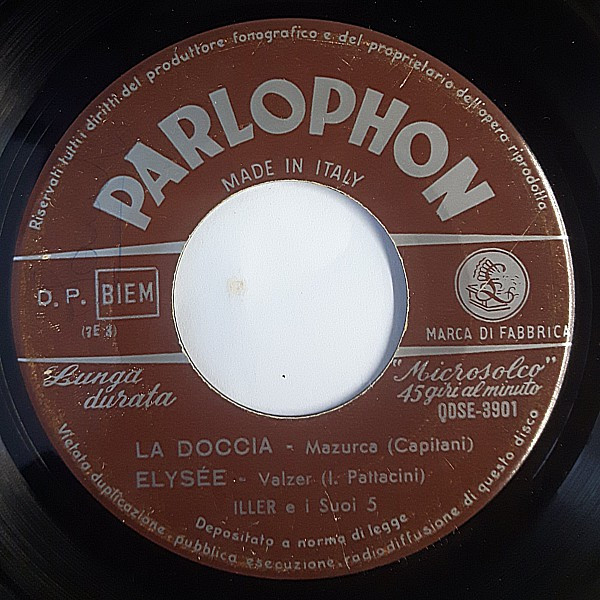 Riservati tutti diritti del produttore fonografico e del proprietario dell'opera riprodotta
PARLOPHON
MADE IN ITALY
D. P. BIEM
(7E 3)
MARCA DI FABBRICA
Lunga
durata
"Microsolco"
45 giri al minuto
QDSE-3901
LA DOCCIA - Mazurca (Capitani)
ELYSÉE - Valzer (I. Pattacini)
ILLER e i Suoi 5
Depositato a norma di legge
Vietata duplicazione, pubblica esecuzione, radiodiffusione di questo disco